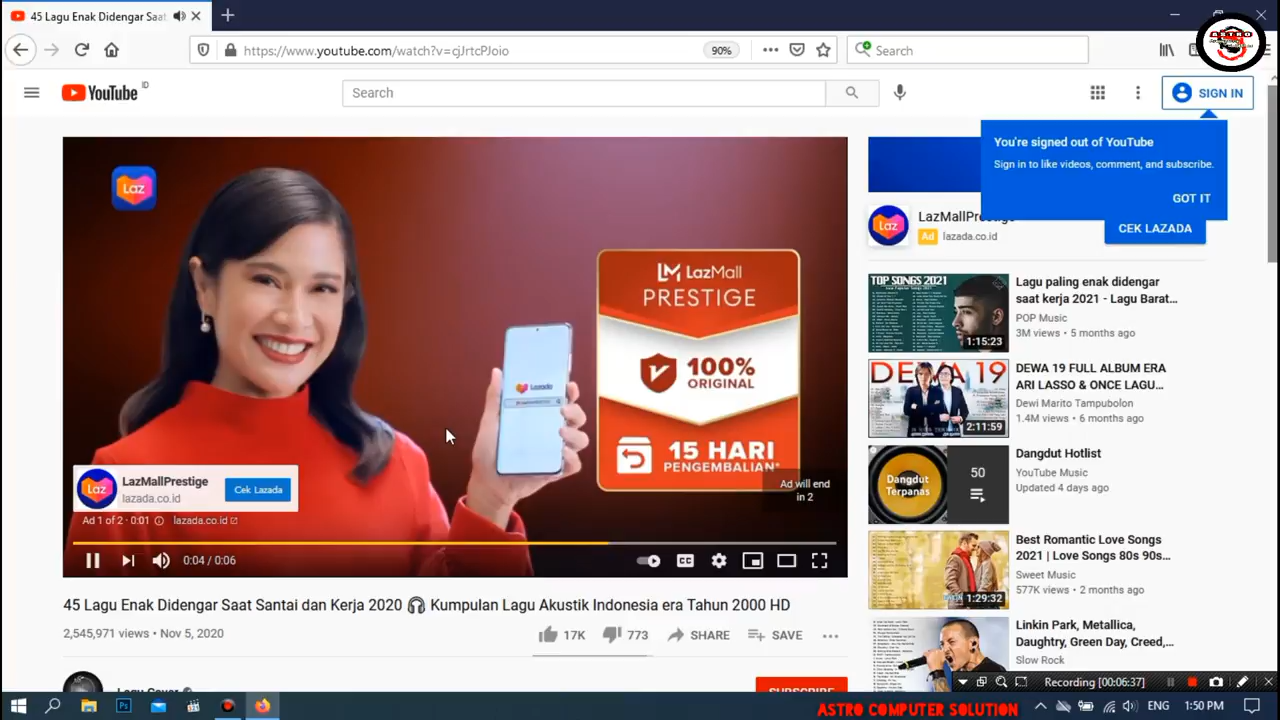 45 Lagu Enak Didengar Saat
https://www.youtube.com/watch?v=cjJrtcPJoio
90%
Search
ASTRO
YouTube ID
Search
SIGN IN
You're signed out of YouTube
Sign in to like videos, comment, and subscribe.
GOT IT
Laz
LazMallPrestige
Ad lazada.co.id
CEK LAZADA
LM LazMall
PRESTIGE
100%
ORIGINAL
15 HARI
PENGEMBALIAN*
Lazada
LazMallPrestige
lazada.co.id
Cek Lazada
Ad will end
in 2
Ad 1 of 2 · 0:01 lazada.co.id
0:04 / 0:06
45 Lagu Enak Didengar Saat Santai dan Kerja 2020 🎧 Kumpulan Lagu Akustik Indonesia era Tahun 2000 HD
2,545,971 views • Nov 5, 2020
17K
SHARE
SAVE
SUBSCRIBE
TOP SONGS 2021
1:15:23
Lagu paling enak didengar
saat kerja 2021 - Lagu Barat...
POP Music
3M views • 5 months ago
DEWA 19
2:11:59
DEWA 19 FULL ALBUM ERA
ARI LASSO & ONCE LAGU...
Dewi Marito Tampubolon
1.4M views • 6 months ago
Dangdut
Terpanas
50
Dangdut Hotlist
YouTube Music
Updated 4 days ago
1:29:32
Best Romantic Love Songs
2021 | Love Songs 80s 90s...
Sweet Music
577K views • 2 months ago
Linkin Park, Metallica,
Daughtry, Green Day, Cre...
Slow Rock
Recording [00:06:37]
ASTRO COMPUTER SOLUTION
ENG
1:50 PM